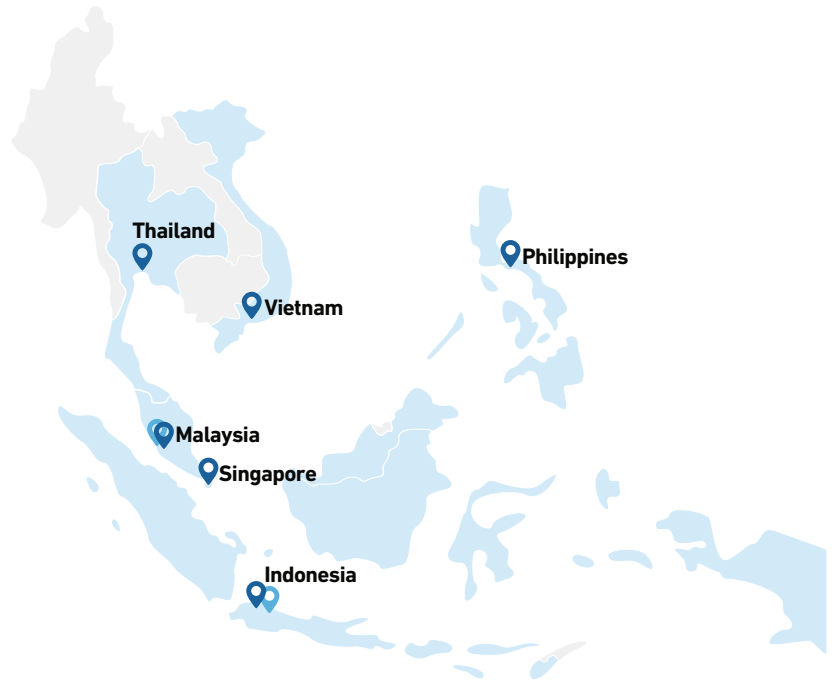 Thailand
Philippines
Vietnam
Malaysia
Singapore
Indonesia